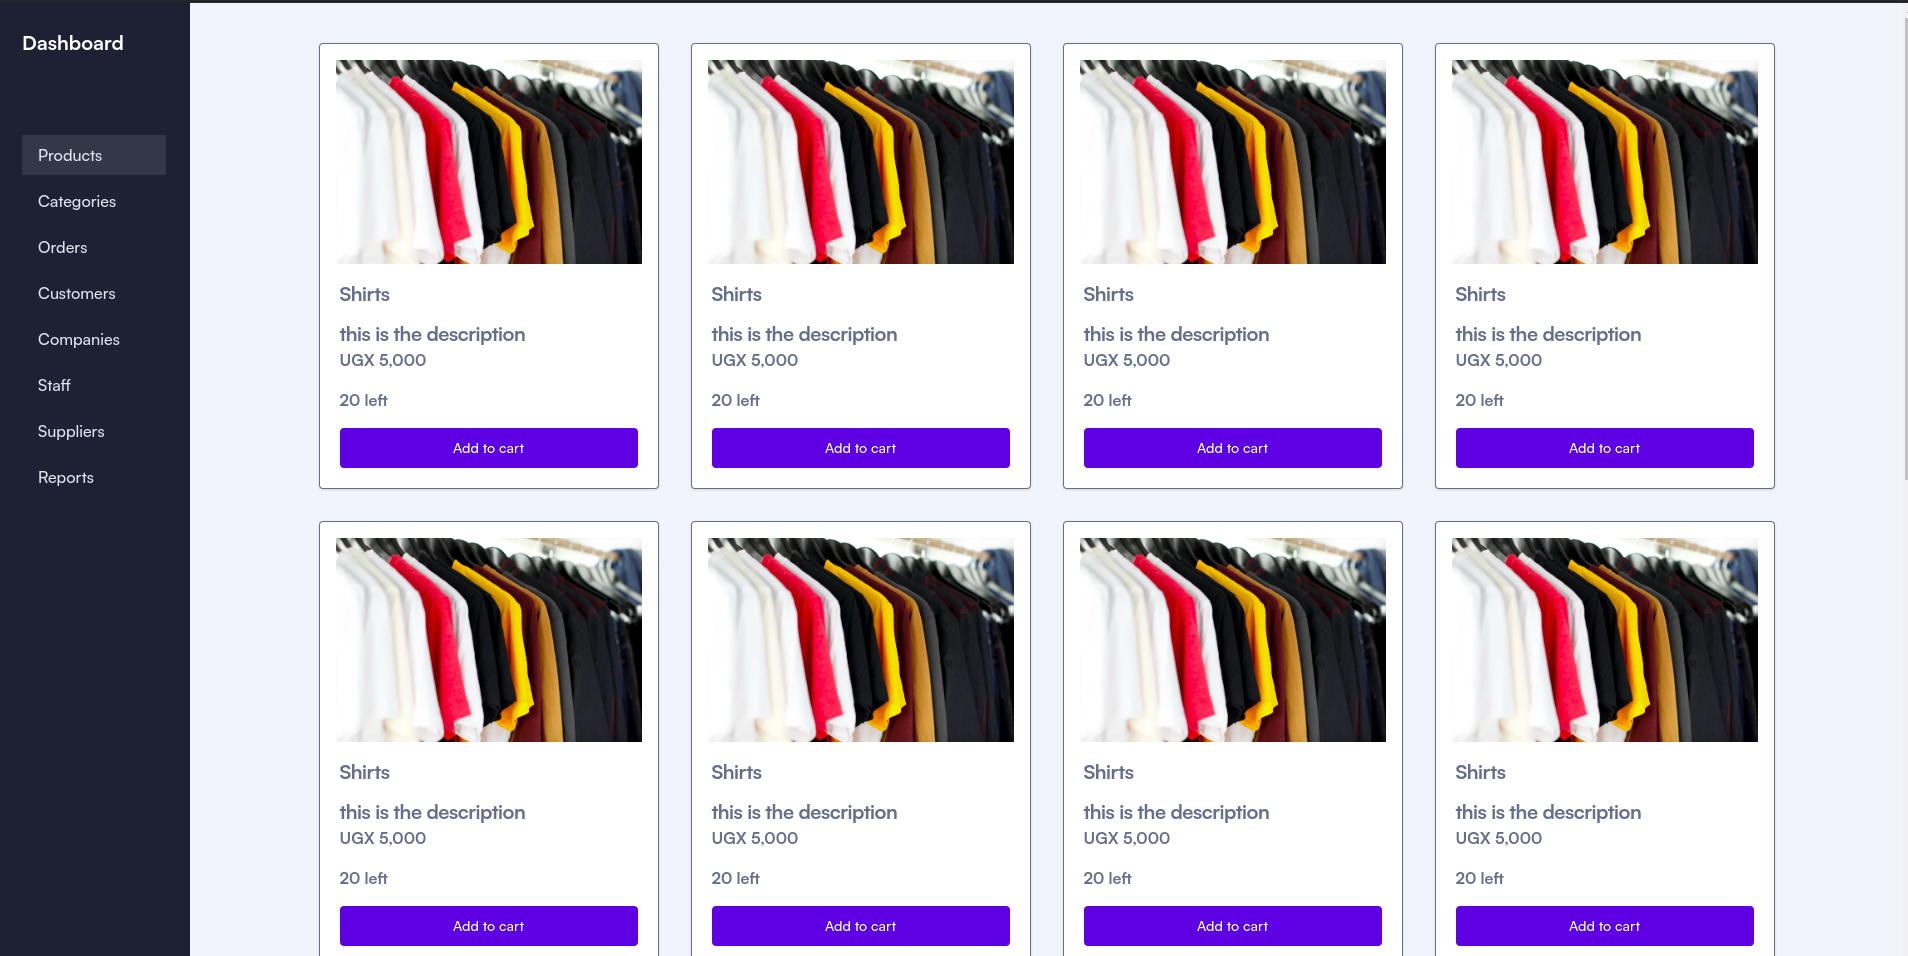 Dashboard
Products
Categories
Orders
Customers
Companies
Staff
Suppliers
Reports
Shirts
this is the description
UGX 5,000
20 left
Add to cart
Shirts
this is the description
UGX 5,000
20 left
Add to cart
Shirts
this is the description
UGX 5,000
20 left
Add to cart
Shirts
this is the description
UGX 5,000
20 left
Add to cart
Shirts
this is the description
UGX 5,000
20 left
Add to cart
Shirts
this is the description
UGX 5,000
20 left
Add to cart
Shirts
this is the description
UGX 5,000
20 left
Add to cart
Shirts
this is the description
UGX 5,000
20 left
Add to cart